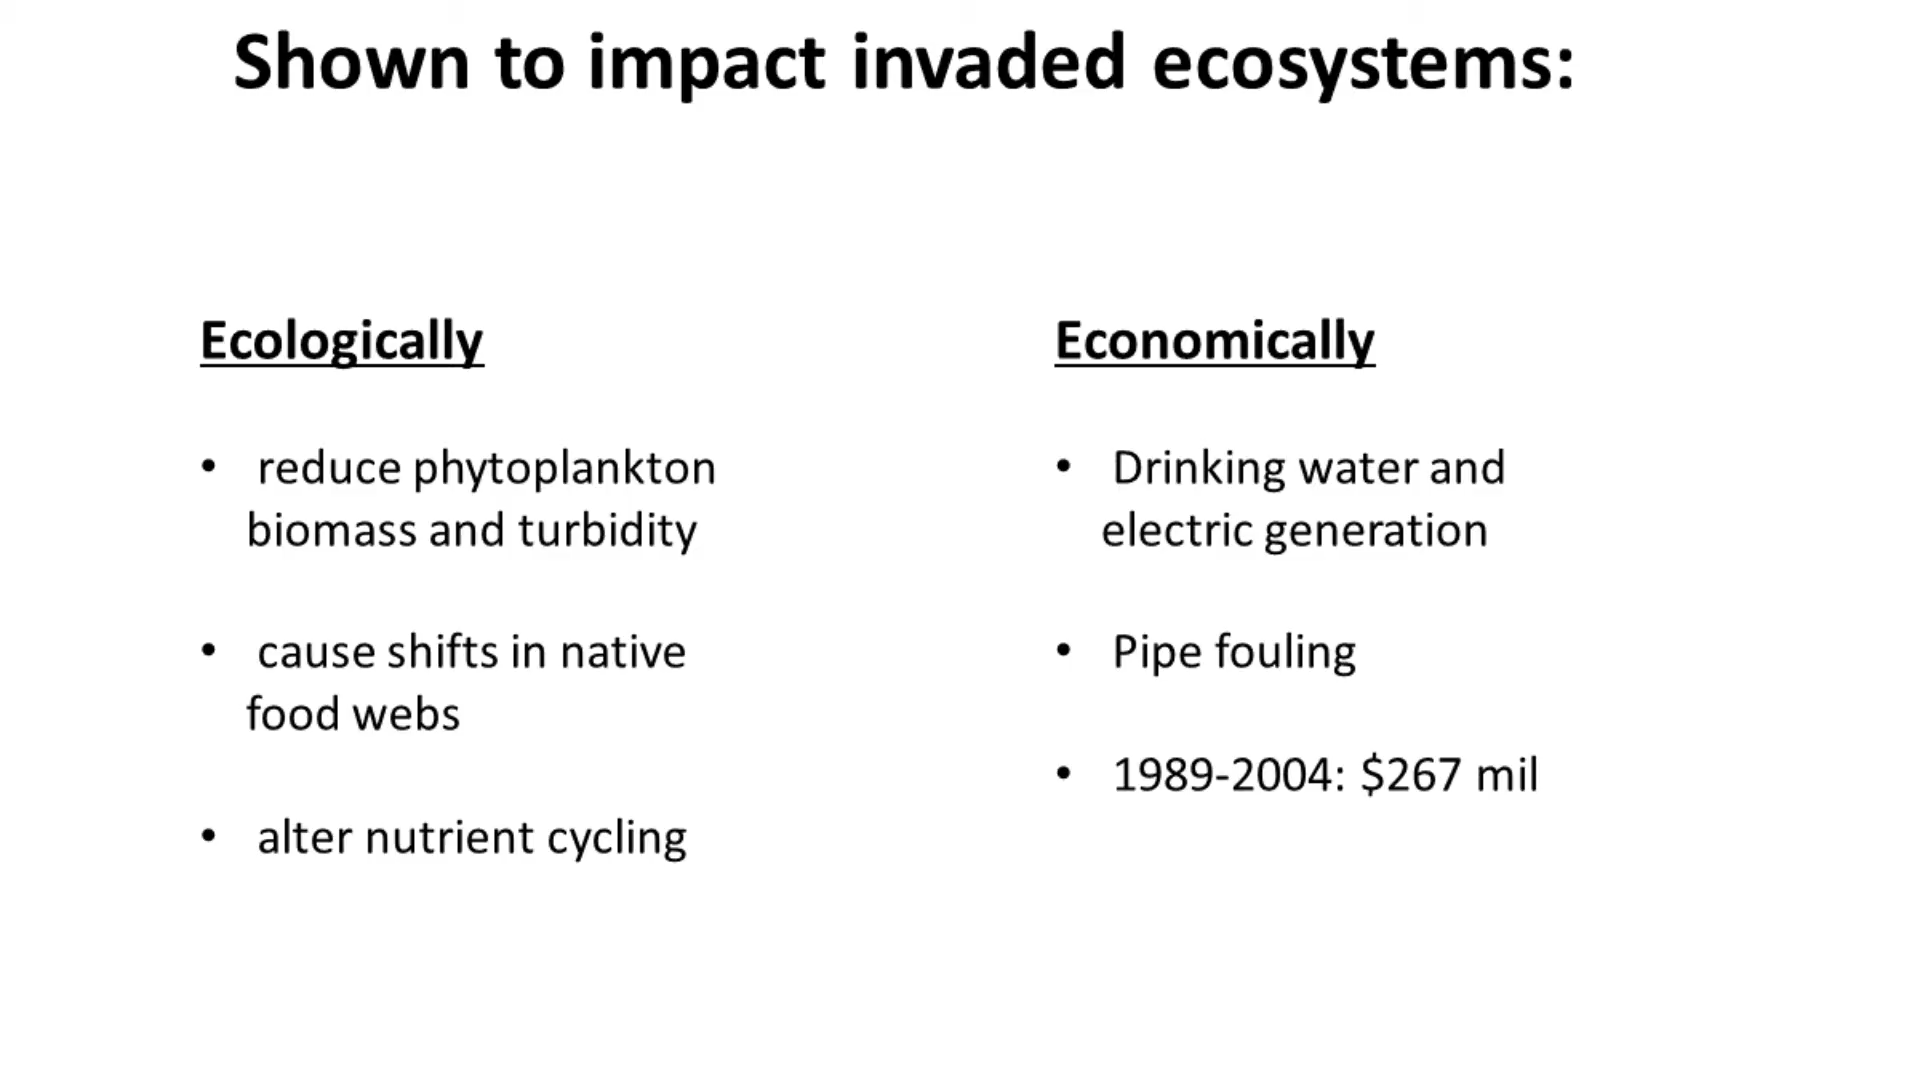 Shown to impact invaded ecosystems:
Ecologically
• reduce phytoplankton
biomass and turbidity
• cause shifts in native
food webs
• alter nutrient cycling
Economically
• Drinking water and
electric generation
• Pipe fouling
• 1989-2004: $267 mil